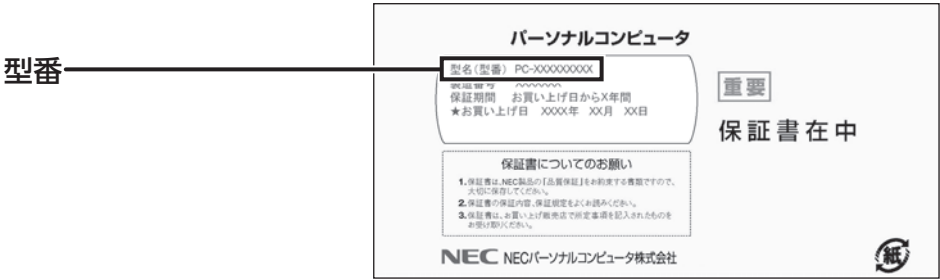 型番
パーソナルコンピュータ
型名(型番) PC-XXXXXXXXX
製造番号 XXXXXXX
保証期間 お買い上げ日からX年間
★お買い上げ日 XXXX年 XX月 XX日
重要
保証書在中
保証書についてのお願い
1.保証書は、NEC製品の「品質保証」をお約束する書類ですので、
大切に保存してください。
2.保証書の保証内容、保証規定をよくお読みください。
3.保証書は、お買い上げ販売店で所定事項を記入されたものを
お受け取りください。
NEC NECパーソナルコンピュータ株式会社
紙